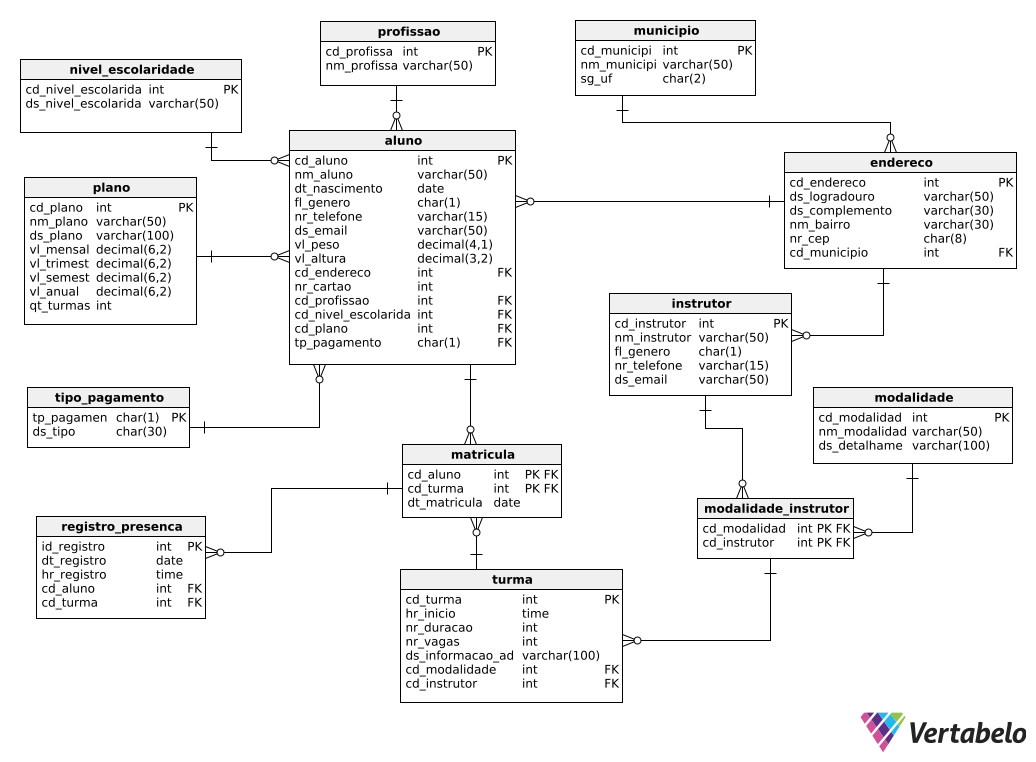 profissao
cd_profissa int PK
nm_profissa varchar(50)
municipio
cd_municipi int PK
nm_municipi varchar(50)
sg_uf char(2)
nivel_escolaridade
cd_nivel_escolarida int PK
ds_nivel_escolarida varchar(50)
aluno
cd_aluno int PK
nm_aluno varchar(50)
dt_nascimento date
fl_genero char(1)
nr_telefone varchar(15)
ds_email varchar(50)
vl_peso decimal(4,1)
vl_altura decimal(3,2)
cd_endereco int FK
nr_cartao int
cd_profissao int FK
cd_nivel_escolarida int FK
cd_plano int FK
tp_pagamento char(1) FK
endereco
cd_endereco int PK
ds_logradouro varchar(50)
ds_complemento varchar(30)
nm_bairro varchar(30)
nr_cep char(8)
cd_municipio int FK
plano
cd_plano int PK
nm_plano varchar(50)
ds_plano varchar(100)
vl_mensal decimal(6,2)
vl_trimest decimal(6,2)
vl_semest decimal(6,2)
vl_anual decimal(6,2)
qt_turmas int
instrutor
cd_instrutor int PK
nm_instrutor varchar(50)
fl_genero char(1)
nr_telefone varchar(15)
ds_email varchar(50)
tipo_pagamento
tp_pagamen char(1) PK
ds_tipo char(30)
modalidade
cd_modalidad int PK
nm_modalidad varchar(50)
ds_detalhame varchar(100)
matricula
cd_aluno int PK FK
cd_turma int PK FK
dt_matricula date
modalidade_instrutor
cd_modalidad int PK FK
cd_instrutor int PK FK
registro_presenca
id_registro int PK
dt_registro date
hr_registro time
cd_aluno int FK
cd_turma int FK
turma
cd_turma int PK
hr_inicio time
nr_duracao int
nr_vagas int
ds_informacao_ad varchar(100)
cd_modalidade int FK
cd_instrutor int FK
Vertabelo